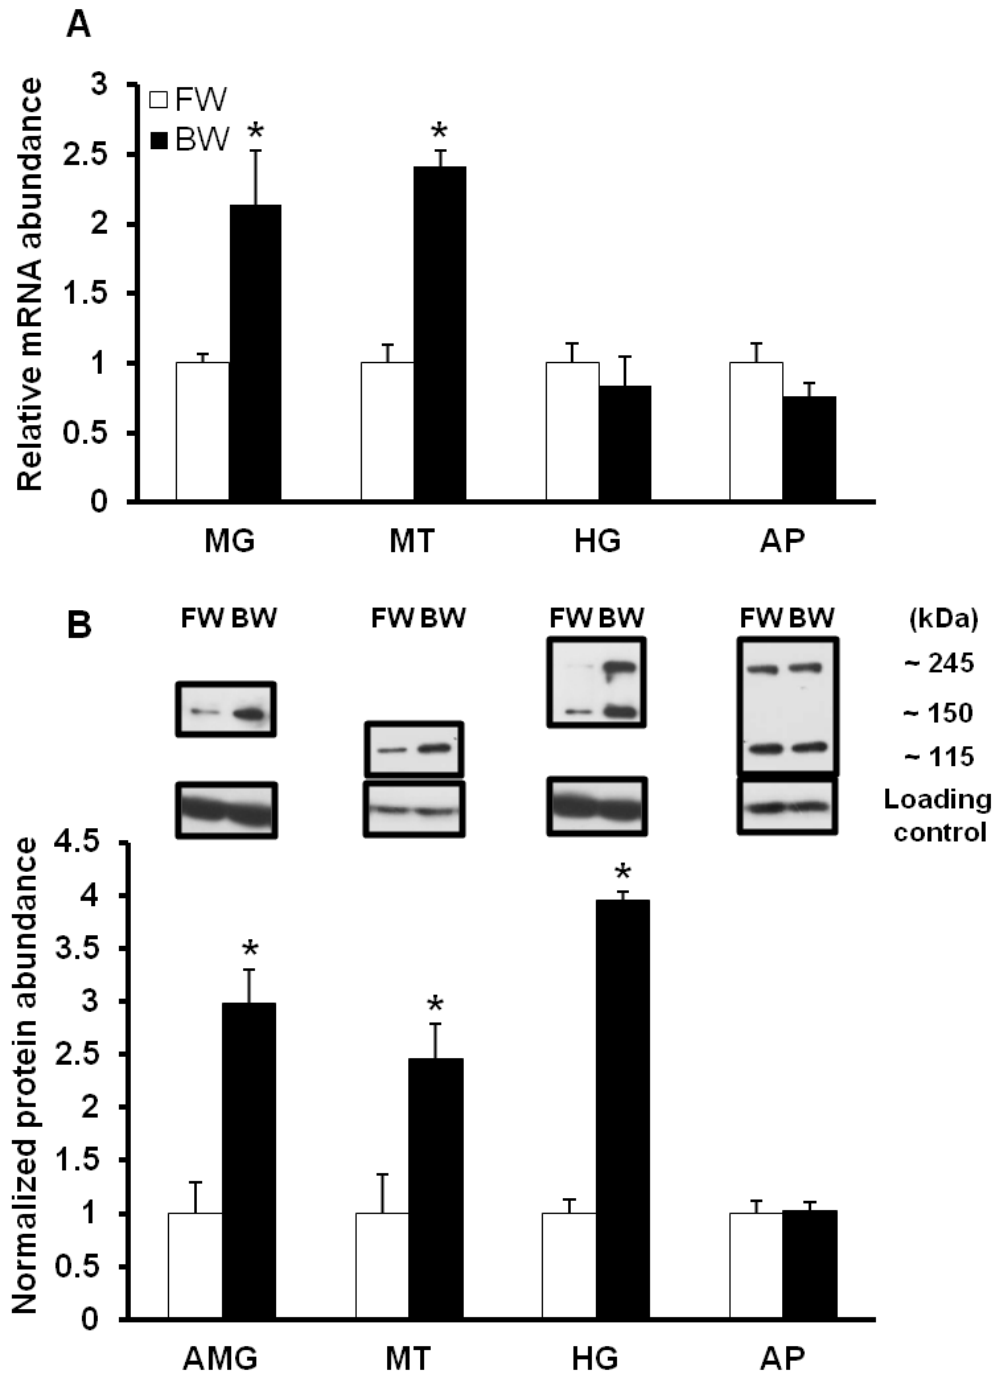 A
Relative mRNA abundance
3
2.5
2
1.5
1
0.5
0
FW
BW
* *
MG MT HG AP
B
FW BW FW BW FW BW FW BW (kDa)
~ 245
~ 150
~ 115
Loading
control
Normalized protein abundance
4.5
4
3.5
3
2.5
2
1.5
1
0.5
0
* * *
AMG MT HG AP